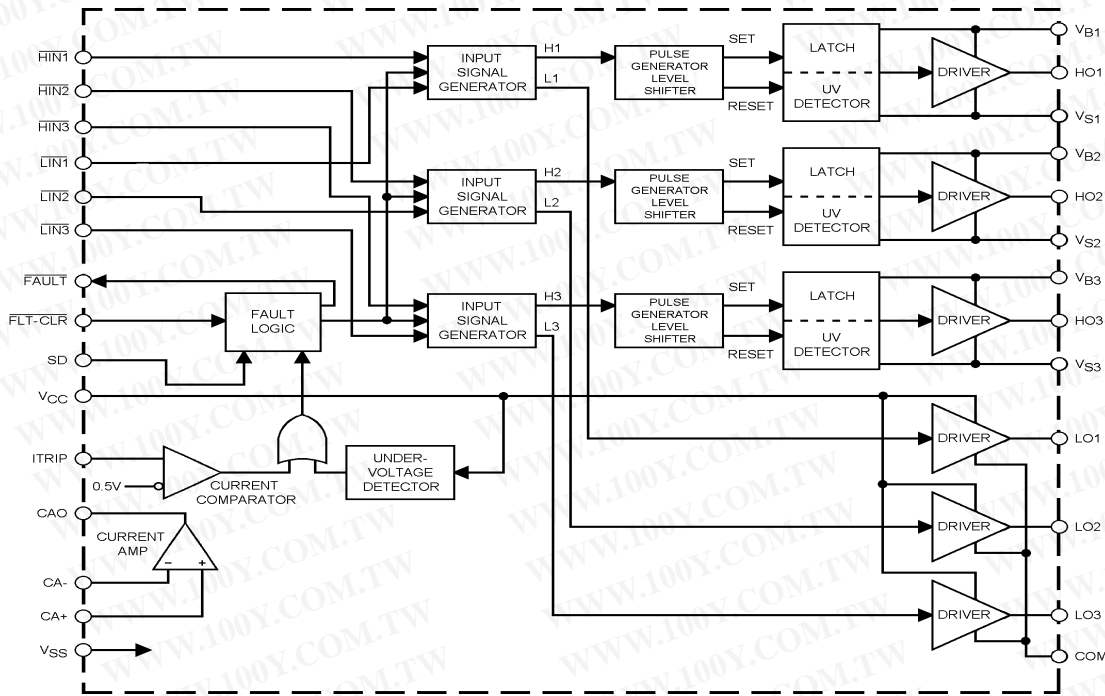 HIN1
HIN2
HIN3
LIN1
LIN2
LIN3
FAULT
FLT-CLR
SD
VCC
ITRIP
0.5V
CAO
CURRENT
AMP
CA-
CA+
VSS
- +
FAULT
LOGIC
CURRENT
COMPARATOR
UNDER-
VOLTAGE
DETECTOR
INPUT
SIGNAL
GENERATOR
H1
L1
PULSE
GENERATOR
LEVEL
SHIFTER
SET
RESET
LATCH
UV
DETECTOR
DRIVER
VB1
HO1
VS1
INPUT
SIGNAL
GENERATOR
H2
L2
PULSE
GENERATOR
LEVEL
SHIFTER
SET
RESET
LATCH
UV
DETECTOR
DRIVER
VB2
HO2
VS2
INPUT
SIGNAL
GENERATOR
H3
L3
PULSE
GENERATOR
LEVEL
SHIFTER
SET
RESET
LATCH
UV
DETECTOR
DRIVER
VB3
HO3
VS3
DRIVER
LO1
DRIVER
LO2
DRIVER
LO3
COM
WWW.100Y.COM.TW